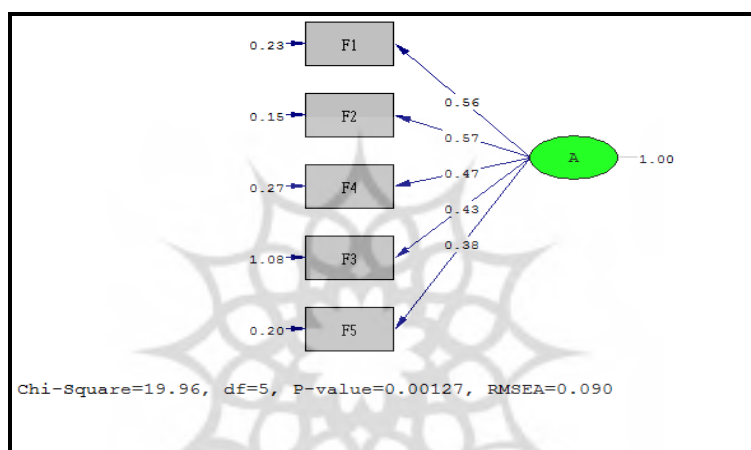 0.23 F1
0.56
0.15 F2
0.57
A 1.00
0.27 F4
0.47
0.43
1.08 F3
0.38
0.20 F5
Chi-Square=19.96, df=5, P-value=0.00127, RMSEA=0.090